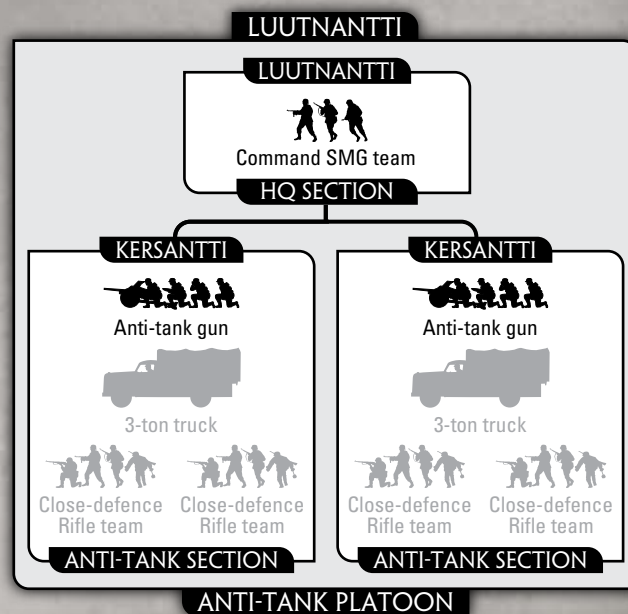 LUUTNANTTI
LUUTNANTTI
Command SMG team
HQ SECTION
KERSANTTI
Anti-tank gun
3-ton truck
Close-defence
Rifle team
Close-defence
Rifle team
ANTI-TANK SECTION
KERSANTTI
Anti-tank gun
3-ton truck
Close-defence
Rifle team
Close-defence
Rifle team
ANTI-TANK SECTION
ANTI-TANK PLATOON